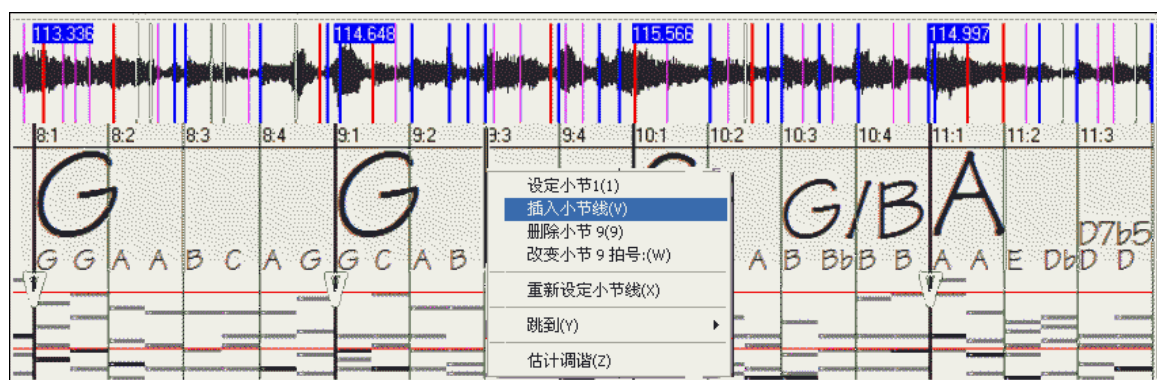 113.336 114.648 115.566 114.997
8:1 8:2 8:3 8:4 9:1 9:2 9:3 9:4 10:1 10:2 10:3 10:4 11:1 11:2 11:3
G G G/B A
D7b5
G G A A B C A G G C A B A B Bb B B A A E Db D D
设定小节1(1)
插入小节线(V)
删除小节 9(9)
改变小节 9 拍号:(W)
重新设定小节线(X)
跳到(Y)
估计调谐(Z)